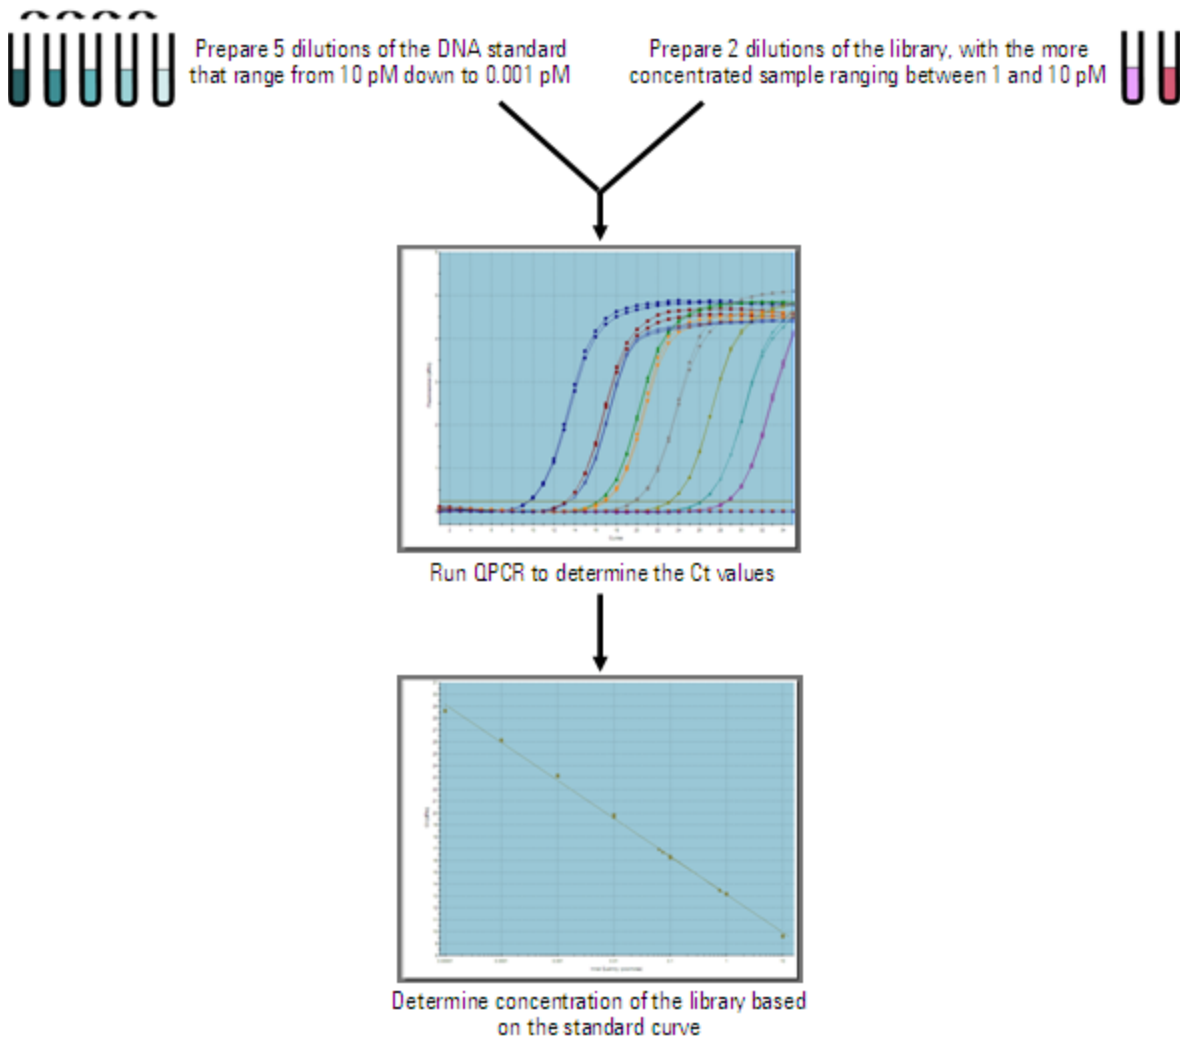 Prepare 5 dilutions of the DNA standard
that range from 10 pM down to 0.001 pM
Prepare 2 dilutions of the library, with the more
concentrated sample ranging between 1 and 10 pM
Run QPCR to determine the Ct values
Determine concentration of the library based
on the standard curve